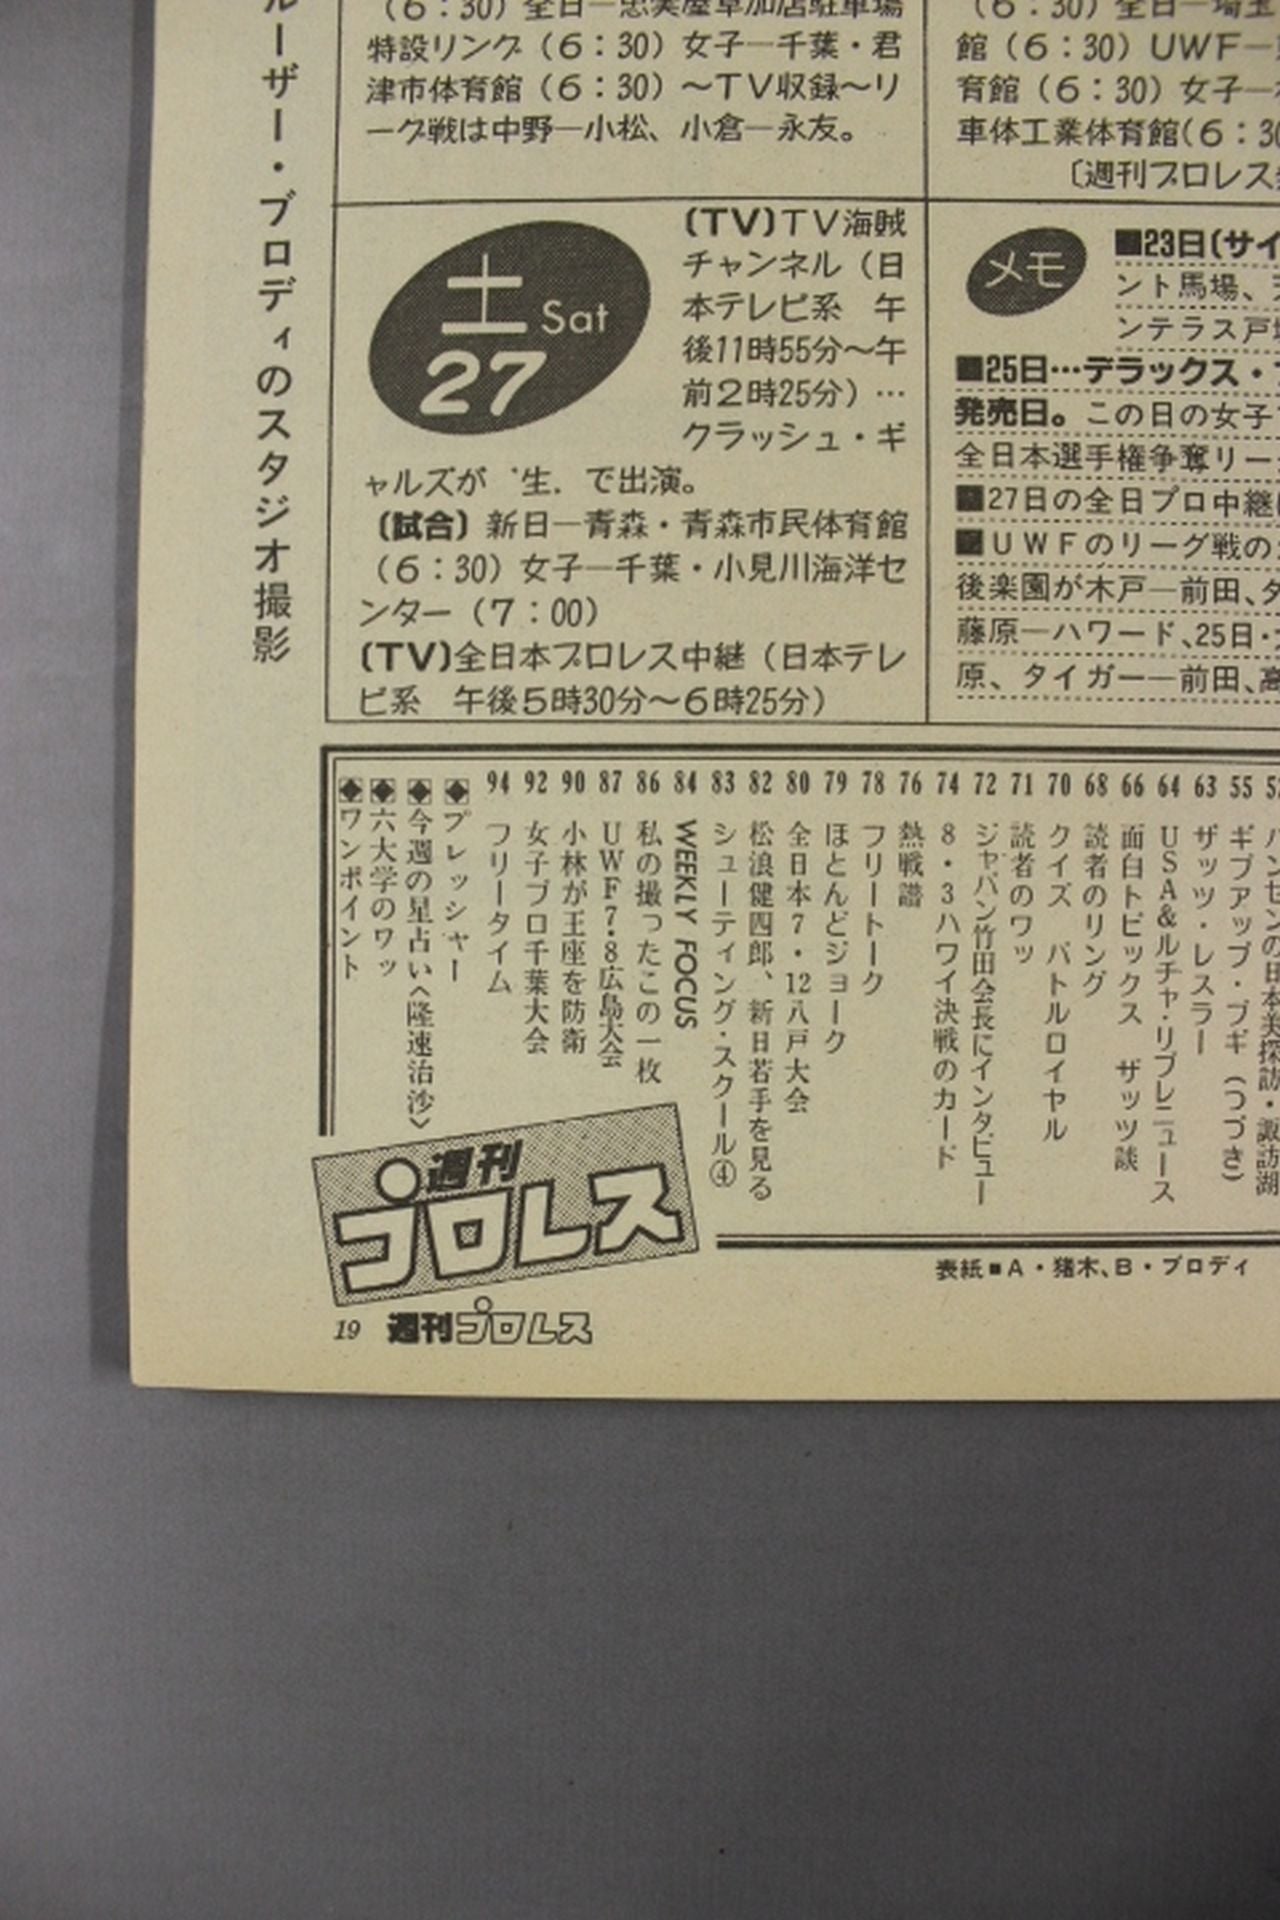 ルーザー・ブロディのスタジオ撮影
特設リング（6：30）女子―千葉・君
津市体育館（6：30）～TV収録～リ
ーグ戦は中野―小松、小倉―永友。
館（6：30）UWF―
育館（6：30）女子―
車体工業体育館（6：30
〔週刊プロレス
土 Sat
27
〔TV〕TV海賊
チャンネル（日
本テレビ系　午
後11時55分～午
前2時25分）…
クラッシュ・ギ
ャルズが〝生〟で出演。
〔試合〕新日―青森・青森市民体育館
（6：30）女子―千葉・小見川海洋セ
ンター（7：00）
〔TV〕全日本プロレス中継（日本テレ
ビ系　午後5時30分～6時25分）
メモ
■23日〔サイ
ント馬場、
ンテラス戸
■25日…デラックス・
発売日。この日の女子
全日本選手権争奪リー
■27日の全日プロ中継
■UWFのリーグ戦の
後楽園が木戸―前田、タ
藤原―ハワード、25日・
原、タイガー―前田、高
ハンセンの日本美探訪・諏訪湖
55 ギブアップ・ブギ（つづき）
63 ザッツ・レスラー
64 USA&ルチャ・リブレニュース
66 面白トピックス　ザッツ談
68 読者のリング
70 クイズ　バトルロイヤル
71 読者のワッ
72 ジャパン竹田会長にインタビュー
74 8・3ハワイ決戦のカード
76 熱戦譜
78 フリートーク
79 ほとんどジョーク
80 全日本7・12八戸大会
82 松浪健四郎、新日若手を見る
83 シューティング・スクール④
84 WEEKLY FOCUS
86 私の撮ったこの一枚
87 UWF7・8広島大会
90 小林が王座を防衛
92 女子プロ千葉大会
94 フリータイム
◆プレッシャー
◆今週の星占い〈隆速治沙〉
◆六大学のワッ
◆ワンポイント
週刊プロレス
表紙■A・猪木、B・ブロディ
19 週刊プロレス